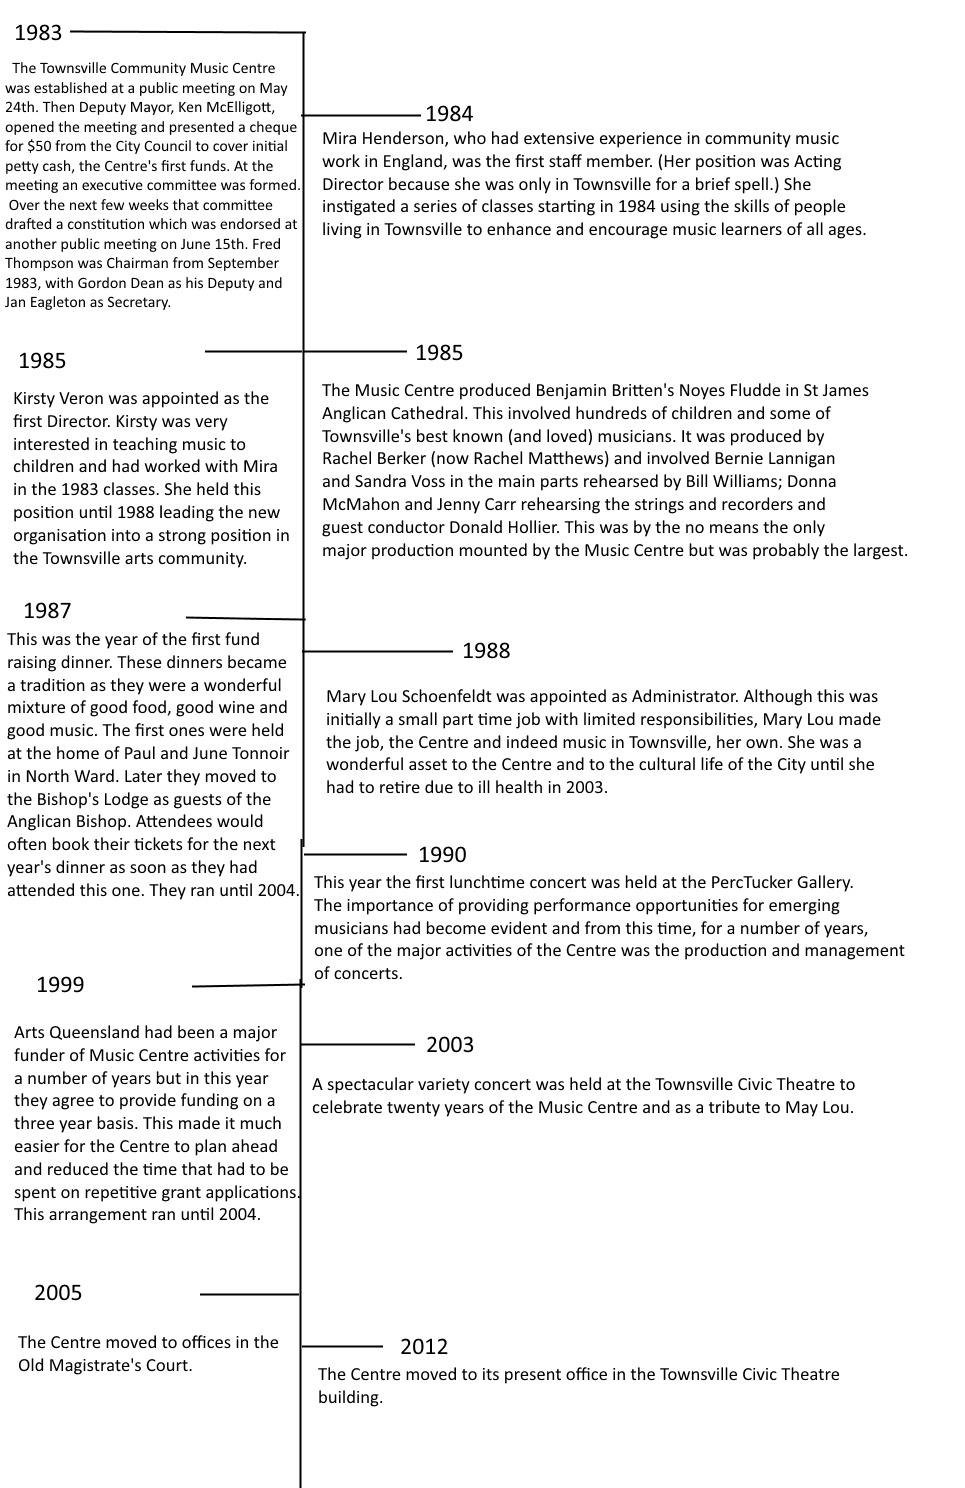 1983
The Townsville Community Music Centre
was established at a public meeting on May
24th. Then Deputy Mayor, Ken McElligott,
opened the meeting and presented a cheque
for $50 from the City Council to cover initial
petty cash, the Centre's first funds. At the
meeting an executive committee was formed.
Over the next few weeks that committee
drafted a constitution which was endorsed at
another public meeting on June 15th. Fred
Thompson was Chairman from September
1983, with Gordon Dean as his Deputy and
Jan Eagleton as Secretary.
1984
Mira Henderson, who had extensive experience in community music
work in England, was the first staff member. (Her position was Acting
Director because she was only in Townsville for a brief spell.) She
instigated a series of classes starting in 1984 using the skills of people
living in Townsville to enhance and encourage music learners of all ages.
1985
Kirsty Veron was appointed as the
first Director. Kirsty was very
interested in teaching music to
children and had worked with Mira
in the 1983 classes. She held this
position until 1988 leading the new
organisation into a strong position in
the Townsville arts community.
1985
The Music Centre produced Benjamin Britten's Noyes Fludde in St James
Anglican Cathedral. This involved hundreds of children and some of
Townsville's best known (and loved) musicians. It was produced by
Rachel Berker (now Rachel Matthews) and involved Bernie Lannigan
and Sandra Voss in the main parts rehearsed by Bill Williams; Donna
McMahon and Jenny Carr rehearsing the strings and recorders and
guest conductor Donald Hollier. This was by the no means the only
major production mounted by the Music Centre but was probably the largest.
1987
This was the year of the first fund
raising dinner. These dinners became
a tradition as they were a wonderful
mixture of good food, good wine and
good music. The first ones were held
at the home of Paul and June Tonnoir
in North Ward. Later they moved to
the Bishop's Lodge as guests of the
Anglican Bishop. Attendees would
often book their tickets for the next
year's dinner as soon as they had
attended this one. They ran until 2004.
1988
Mary Lou Schoenfeldt was appointed as Administrator. Although this was
initially a small part time job with limited responsibilities, Mary Lou made
the job, the Centre and indeed music in Townsville, her own. She was a
wonderful asset to the Centre and to the cultural life of the City until she
had to retire due to ill health in 2003.
1990
This year the first lunchtime concert was held at the PercTucker Gallery.
The importance of providing performance opportunities for emerging
musicians had become evident and from this time, for a number of years,
one of the major activities of the Centre was the production and management
of concerts.
1999
Arts Queensland had been a major
funder of Music Centre activities for
a number of years but in this year
they agree to provide funding on a
three year basis. This made it much
easier for the Centre to plan ahead
and reduced the time that had to be
spent on repetitive grant applications.
This arrangement ran until 2004.
2003
A spectacular variety concert was held at the Townsville Civic Theatre to
celebrate twenty years of the Music Centre and as a tribute to May Lou.
2005
The Centre moved to offices in the
Old Magistrate's Court.
2012
The Centre moved to its present office in the Townsville Civic Theatre
building.